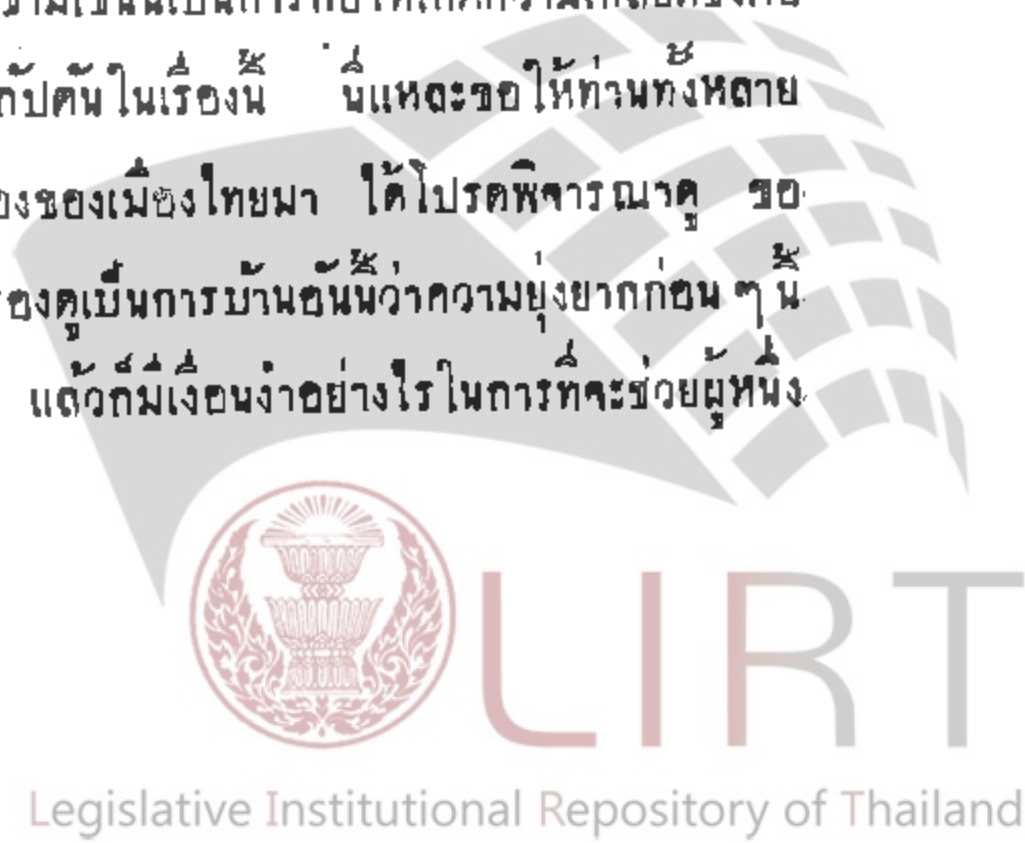 ถัปตันในเรื่องนี้ นี่แหละขอให้ท่านทั้งหลาย
องของเมืองไทยมา ได้โปรดพิจารณาดู ขอ
องดูเป็นการบ้านอันนี้ว่าความยุ่งยากก่อน ๆ นี้
แล้วก็มีเงื่อนงำอย่างไรในการที่จะช่วยผู้หนึ่ง
LIRT
Legislative Institutional Repository of Thailand